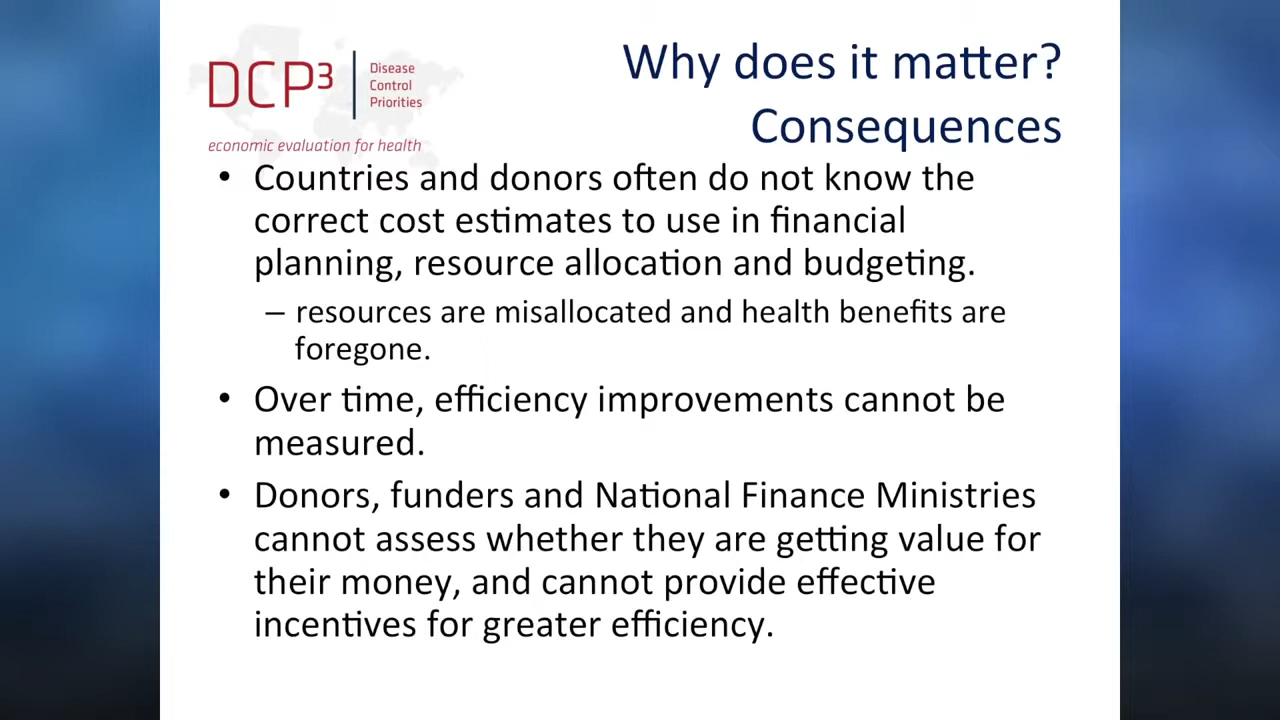 DCP3
Disease
Control
Priorities
economic evaluation for health
Why does it matter?
Consequences
• Countries and donors often do not know the
correct cost estimates to use in financial
planning, resource allocation and budgeting.
– resources are misallocated and health benefits are
foregone.
• Over time, efficiency improvements cannot be
measured.
• Donors, funders and National Finance Ministries
cannot assess whether they are getting value for
their money, and cannot provide effective
incentives for greater efficiency.